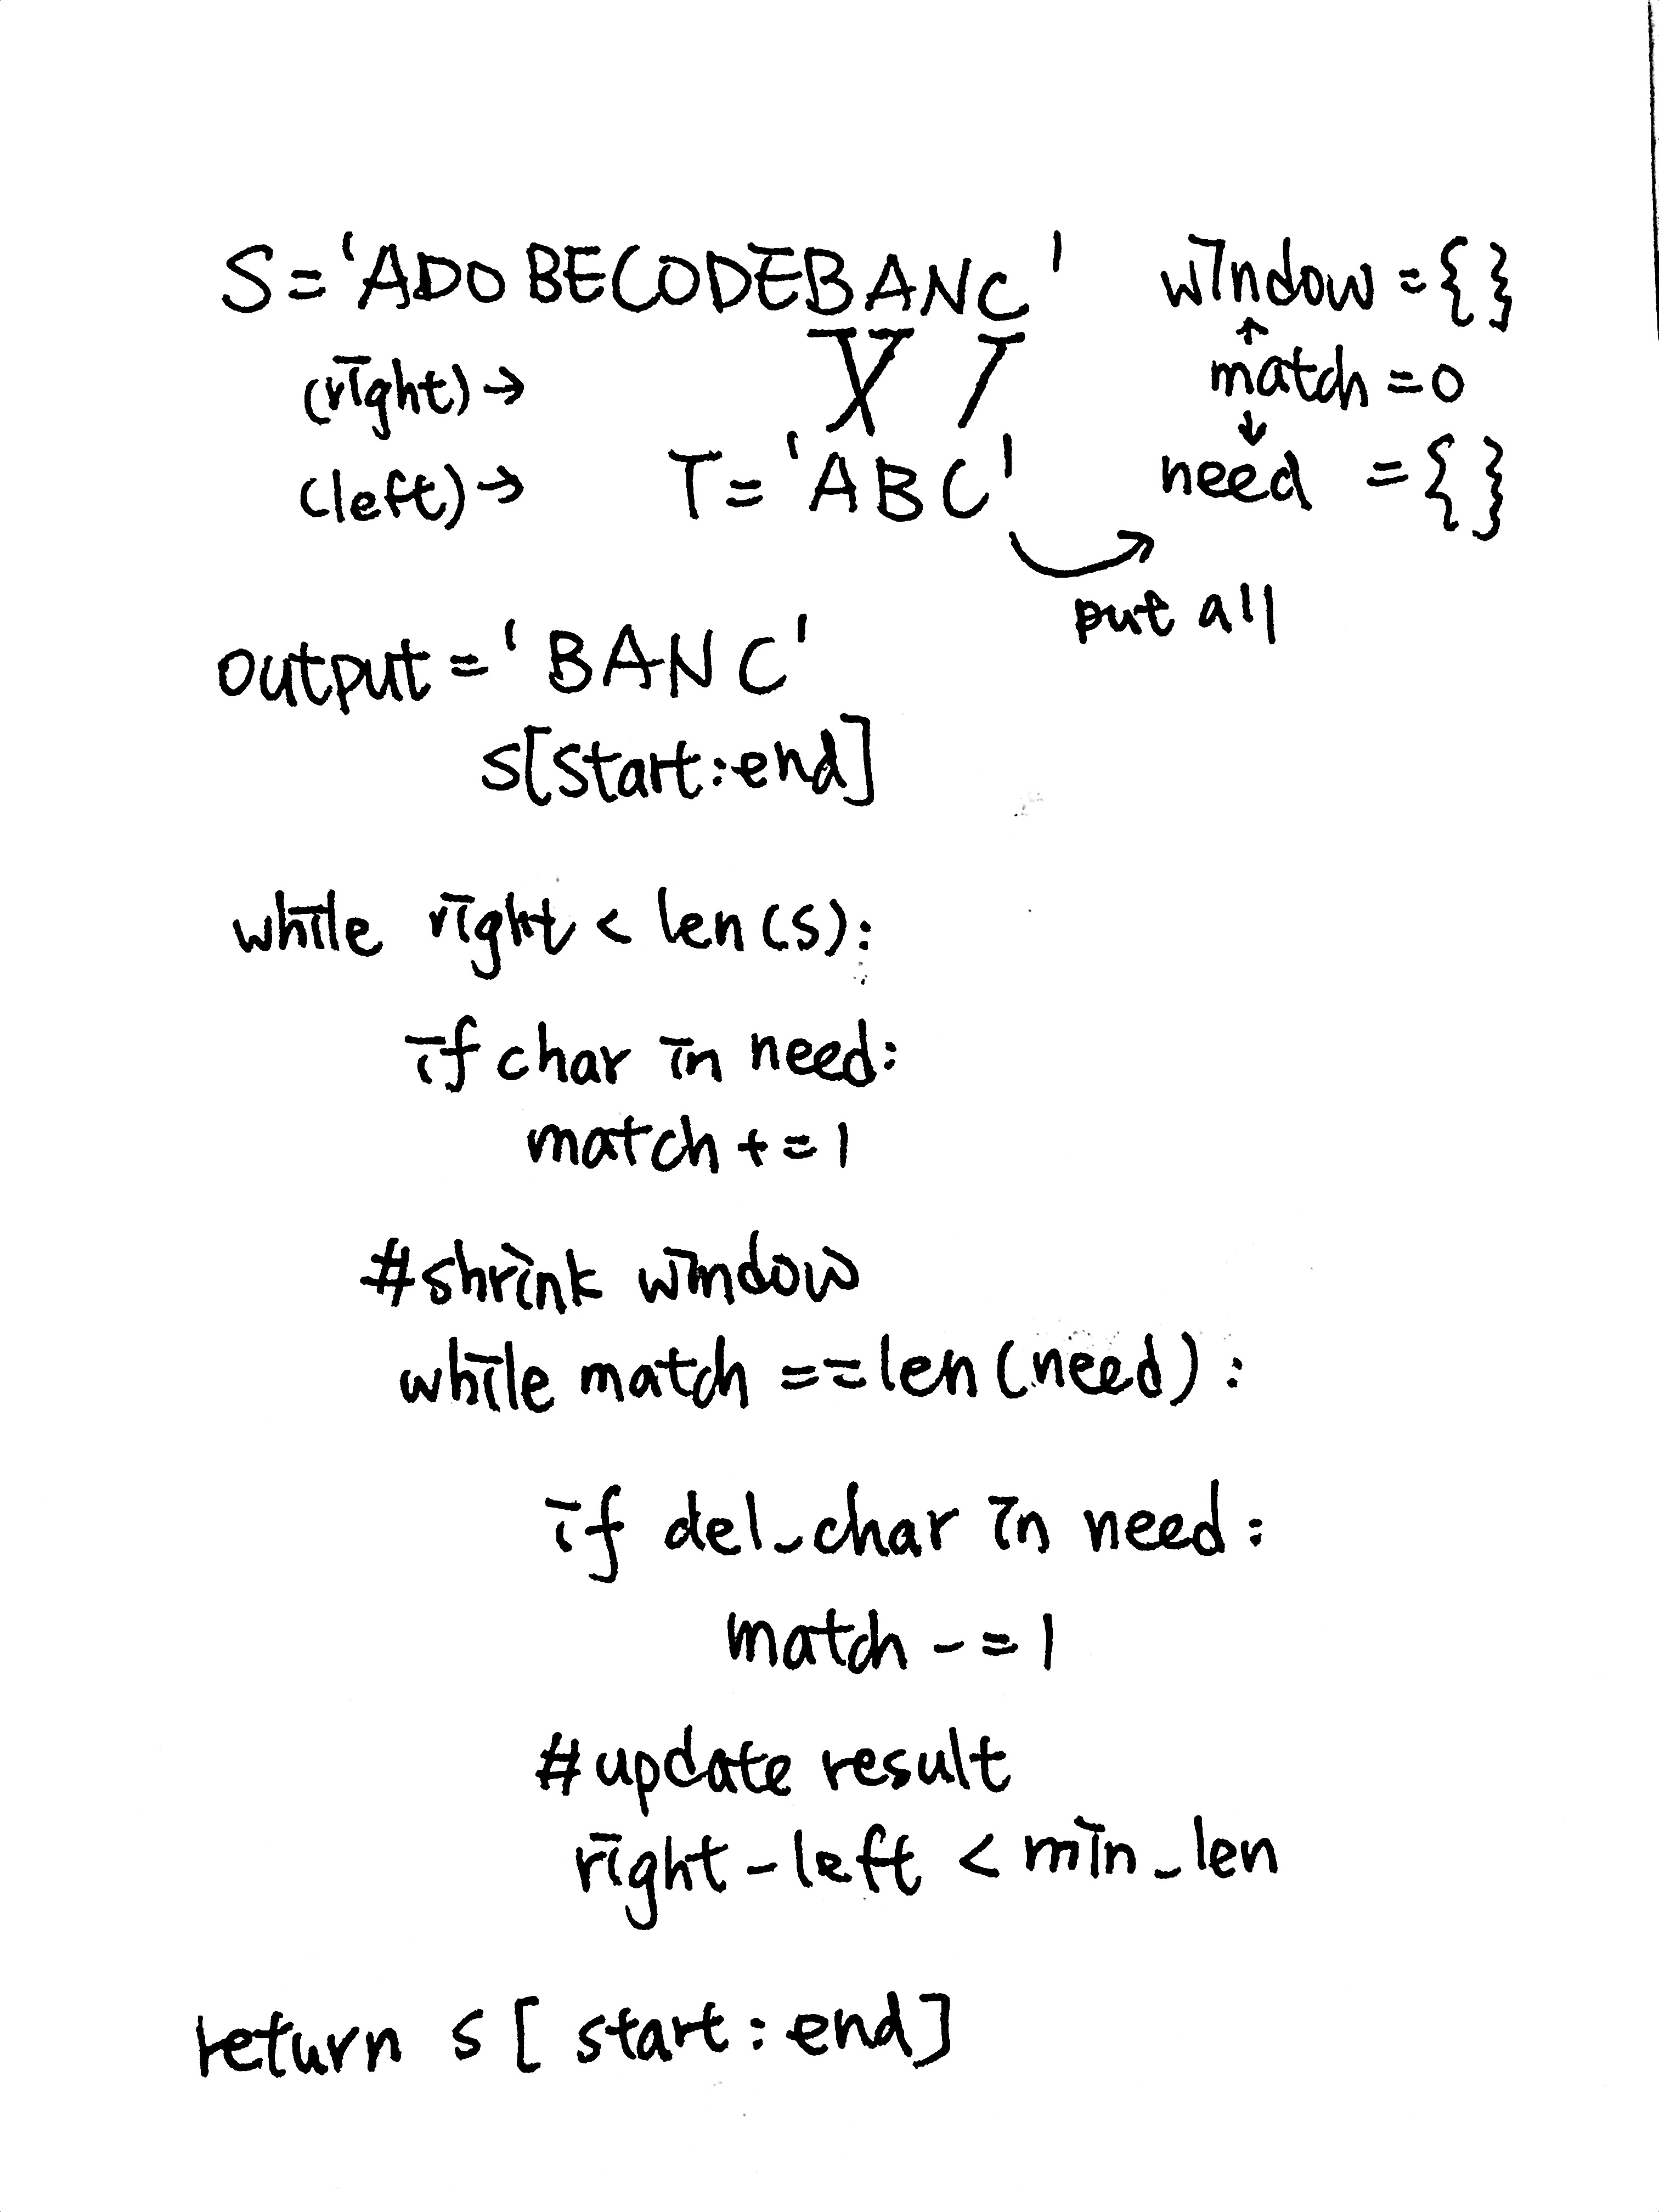 S='ADOBECODEBANC' window={}
(right)→ match=0
(left)→ T='ABC' need={}
put all
output='BANC'
s[start:end]
while right < len(s):
if char in need:
match +=1
#shrink window
while match ==len(need):
if del_char in need:
match -=1
#update result
right-left < min_len
return s[start:end]